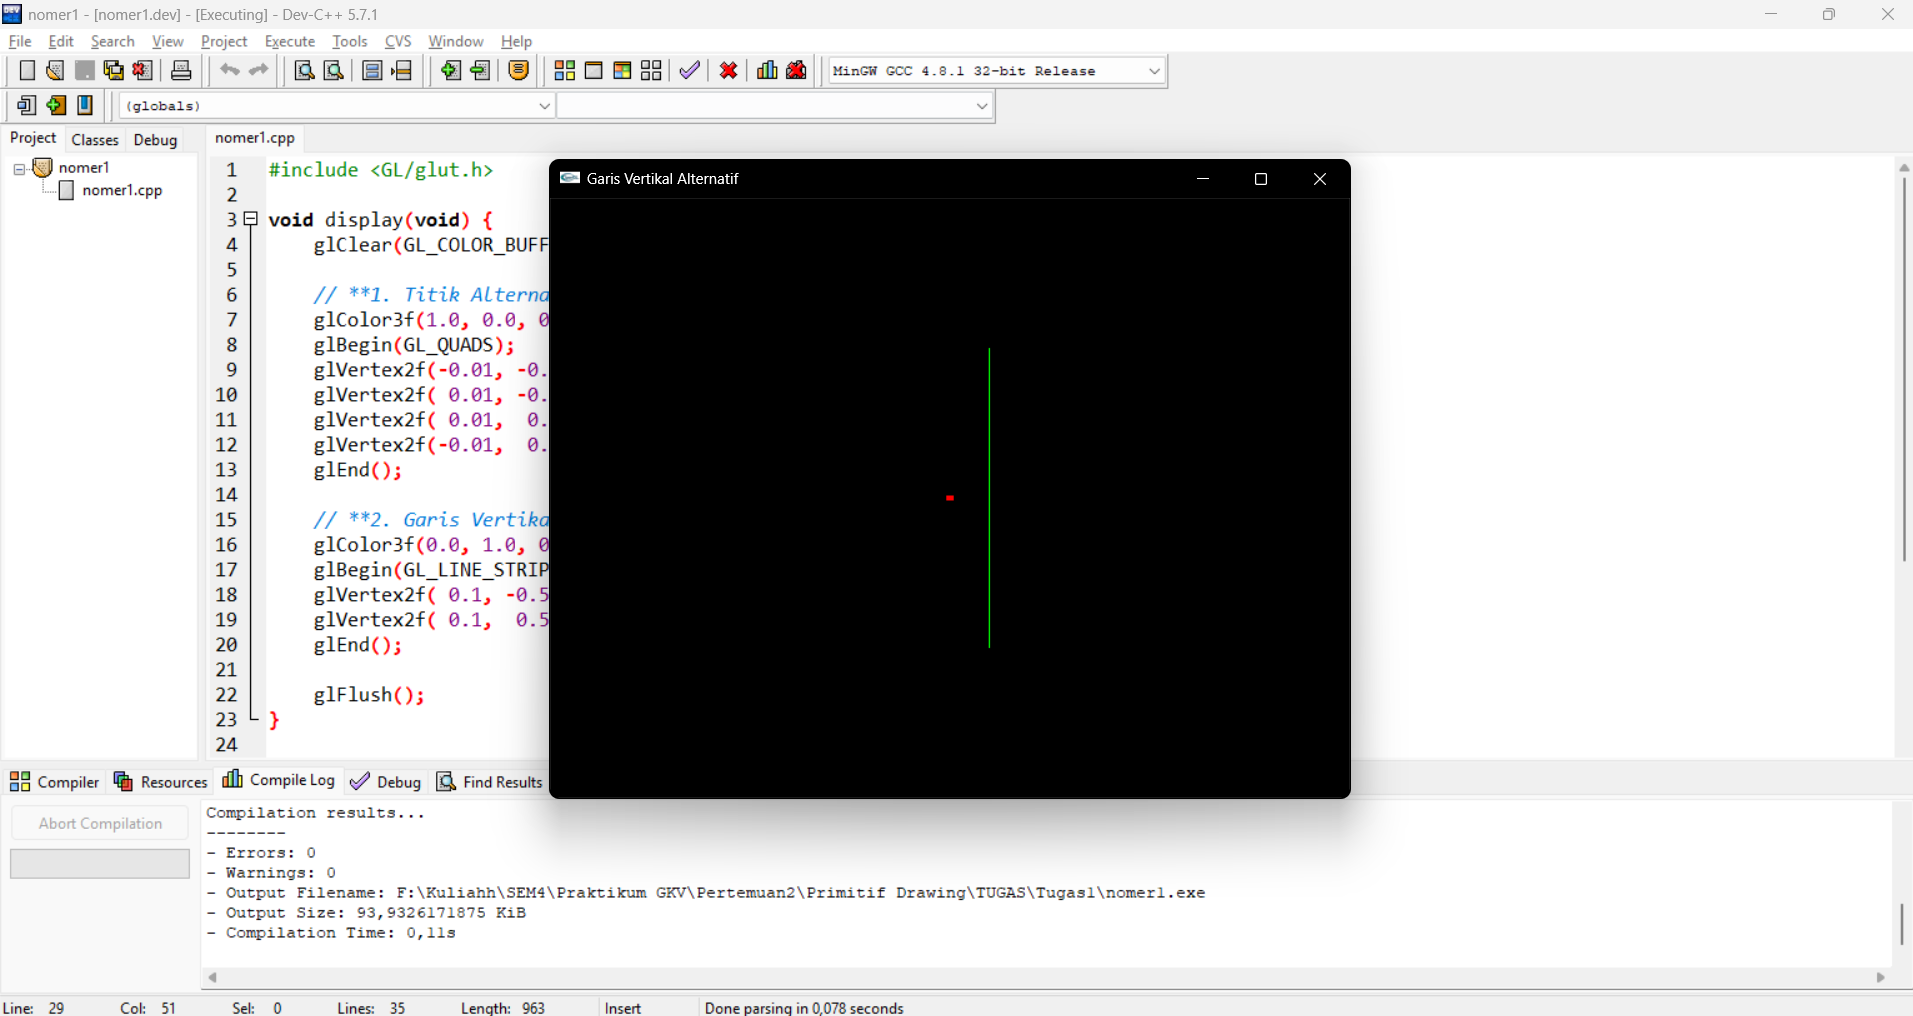 nomer1 - [nomer1.dev] - [Executing] - Dev-C++ 5.7.1
File Edit Search View Project Execute Tools CVS Window Help
MinGW GCC 4.8.1 32-bit Release
(globals)
Project Classes Debug
nomer1
nomer1.cpp
nomer1.cpp
1 #include <GL/glut.h>
2
3 void display(void) {
4 glClear(GL_COLOR_BUFF
5
6 // **1. Titik Alterna
7 glColor3f(1.0, 0.0, 0
8 glBegin(GL_QUADS);
9 glVertex2f(-0.01, -0.
10 glVertex2f( 0.01, -0.
11 glVertex2f( 0.01,  0.
12 glVertex2f(-0.01,  0.
13 glEnd();
14
15 // **2. Garis Vertika
16 glColor3f(0.0, 1.0, 0
17 glBegin(GL_LINE_STRIP
18 glVertex2f( 0.1, -0.5
19 glVertex2f( 0.1,  0.5
20 glEnd();
21
22 glFlush();
23 }
24
Garis Vertikal Alternatif
Compiler Resources Compile Log Debug Find Results
Abort Compilation
Compilation results...
--------
- Errors: 0
- Warnings: 0
- Output Filename: F:\Kuliahh\SEM4\Praktikum GKV\Pertemuan2\Primitif Drawing\TUGAS\Tugas1\nomer1.exe
- Output Size: 93,9326171875 KiB
- Compilation Time: 0,11s
Line: 29 Col: 51 Sel: 0 Lines: 35 Length: 963 Insert Done parsing in 0,078 seconds